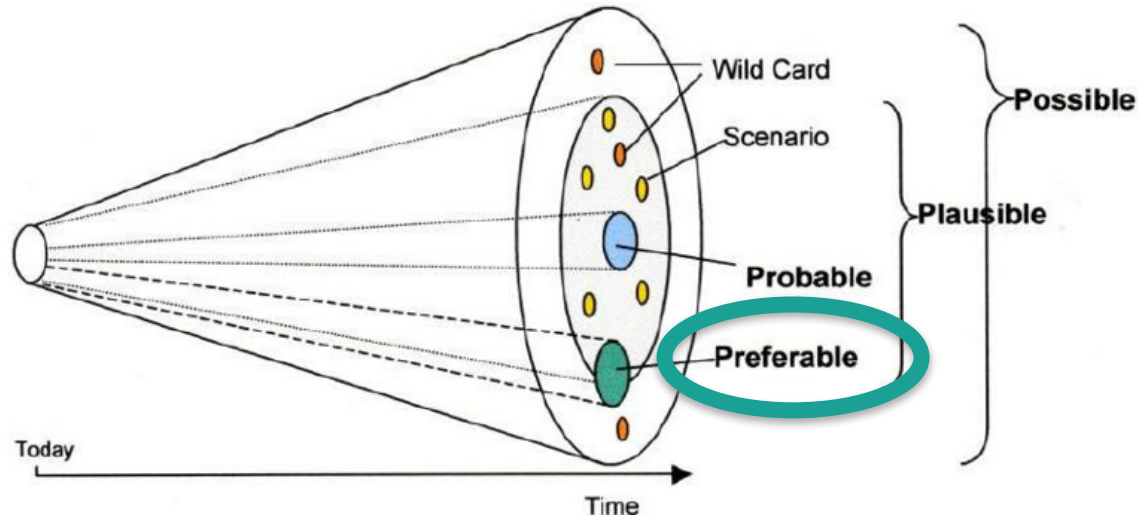 Wild Card
Possible
Scenario
Plausible
Probable
Preferable
Today
Time